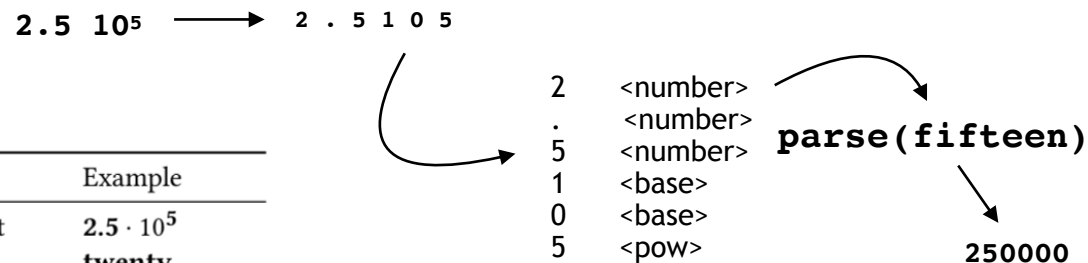 2.5 10⁵
2 . 5 1 0 5
2 <number>
. <number>
5 <number>
1 <base>
0 <base>
5 <pow>
parse(fifteen)
250000
Example
t 2.5 · 10⁵
twenty